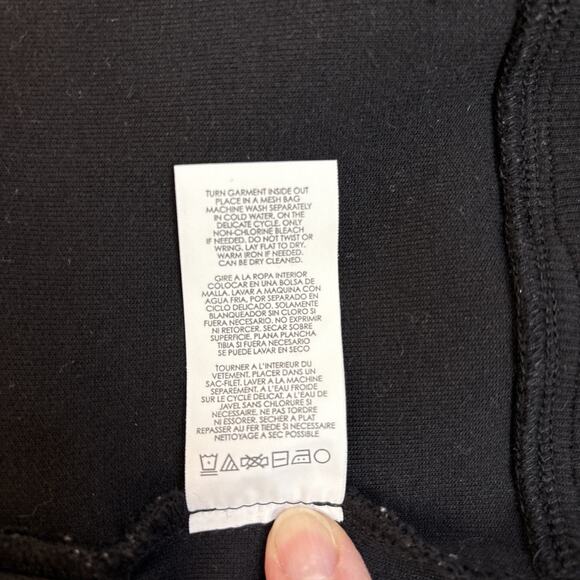 TURN GARMENT INSIDE OUT
PLACE IN A MESH BAG
MACHINE WASH SEPARATELY
IN COLD WATER, ON THE
DELICATE CYCLE. ONLY
NON-CHLORINE BLEACH
IF NEEDED. DO NOT TWIST OR
WRING. LAY FLAT TO DRY.
WARM IRON IF NEEDED.
CAN BE DRY CLEANED.
GIRE A LA ROPA INTERIOR
COLOCAR EN UNA BOLSA DE
MALLA, LAVAR A MAQUINA CON
AGUA FRIA, POR SEPARADO EN
CICLO DELICADO. SOLAMENTE
BLANQUEADOR SIN CLORO SI
FUERA NECESARIO. NO EXPRIMIR
NI RETORCER. SECAR SOBRE
SUPERFICIE. PLANA PLANCHA
TIBIA SI FUERA NECESARIO
SE PUEDE LAVAR EN SECO
TOURNER A L'INTERIEUR DU
VETEMENT. PLACER DANS UN
SAC-FILET. LAVER A LA MACHINE
SEPAREMENT. A L'EAU FROIDE
SUR LE CYCLE DELICAT. A L'EAU DE
JAVEL SANS CHLORURE SI
NECESSAIRE. NE PAS TORDRE
NI ESSORER. SECHER A PLAT
REPASSER AU FER TIEDE SI NECESSAIRE
NETTOYAGE A SEC POSSIBLE